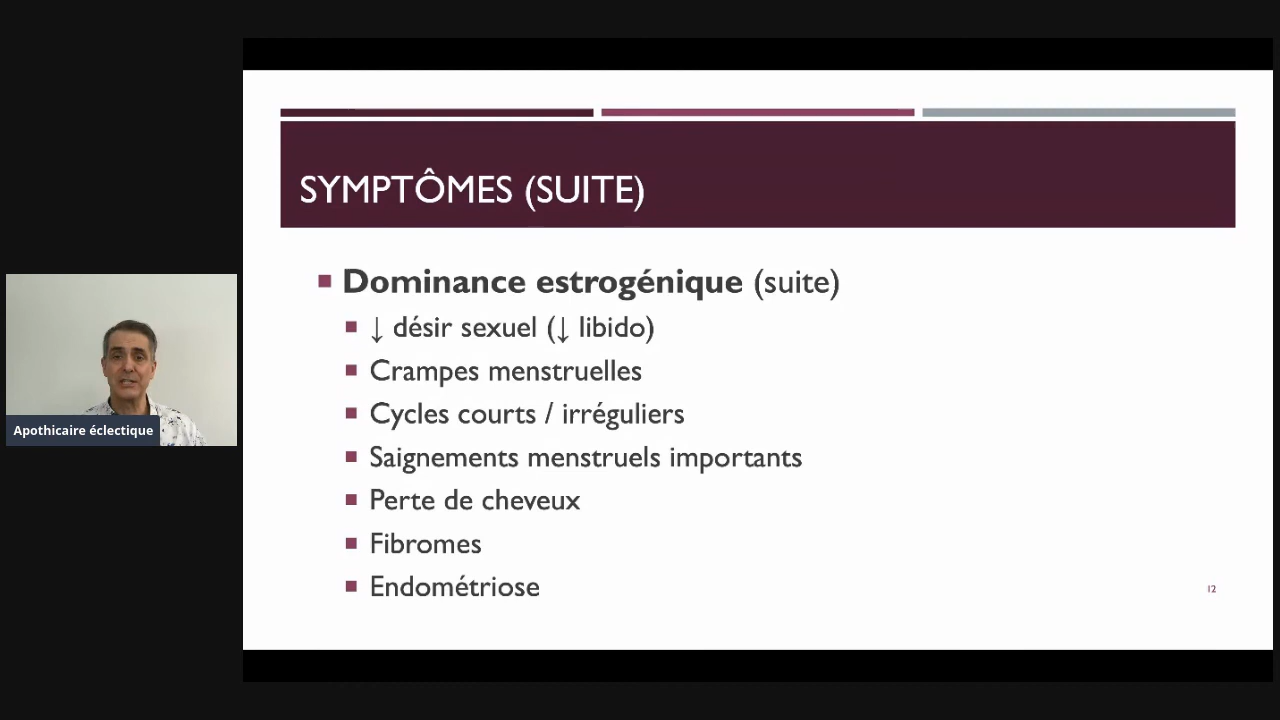 SYMPTÔMES (SUITE)
Dominance estrogénique (suite)
↓ désir sexuel (↓ libido)
Crampes menstruelles
Cycles courts / irréguliers
Saignements menstruels importants
Perte de cheveux
Fibromes
Endométriose
12
Apothicaire éclectique